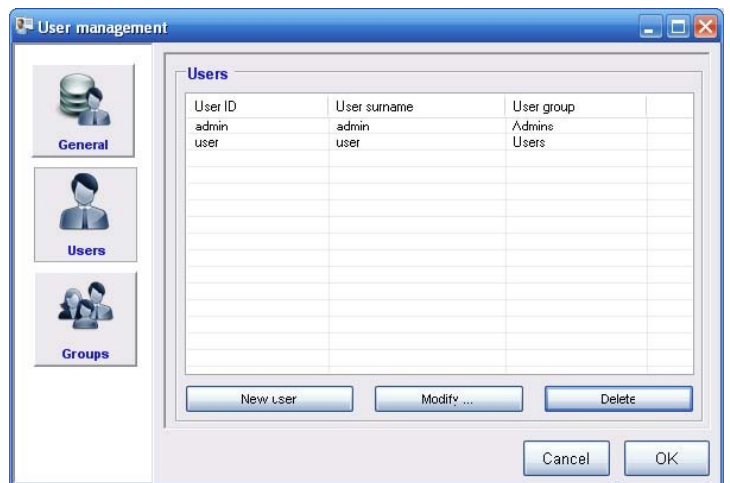 User management
General
Users
Groups
Users
User ID User surname User group
admin admin Admins
user user Users
New user Modify ... Delete
Cancel OK